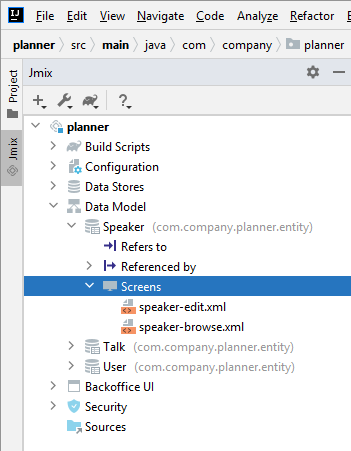 IJ File Edit View Navigate Code Analyze Refactor
planner src main java com company planner
Project
Jmix
Jmix
planner
Build Scripts
Configuration
Data Stores
Data Model
Speaker (com.company.planner.entity)
Refers to
Referenced by
Screens
speaker-edit.xml
speaker-browse.xml
Talk (com.company.planner.entity)
User (com.company.planner.entity)
Backoffice UI
Security
Sources